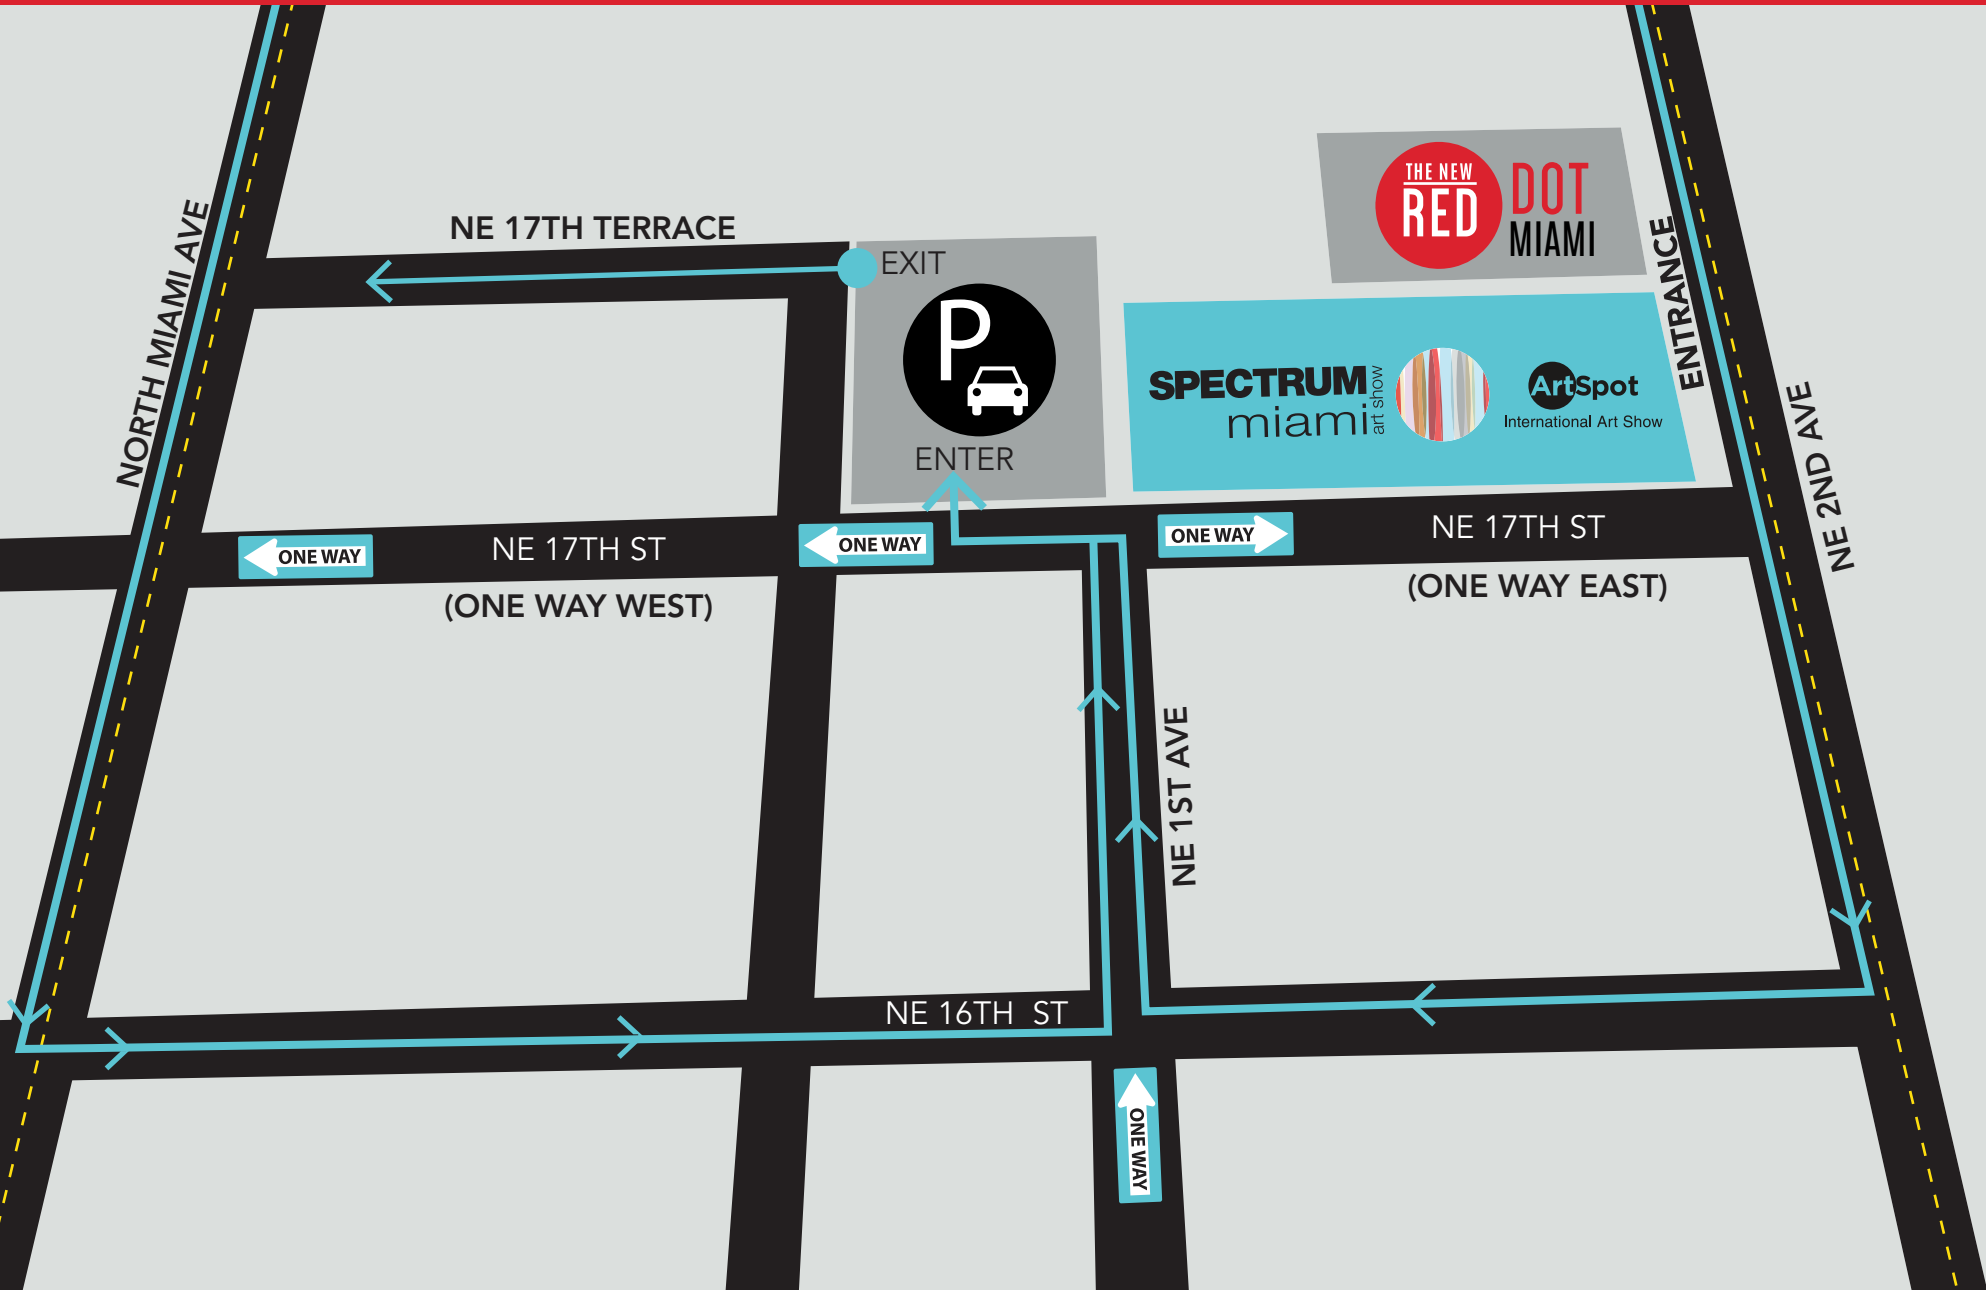 THE NEW
RED
DOT
MIAMI
NORTH MIAMI AVE
NE 17TH TERRACE
EXIT
P
ENTER
ENTRANCE
SPECTRUM
miami
art show
ArtSpot
International Art Show
NE 2ND AVE
ONE WAY
NE 17TH ST
ONE WAY
ONE WAY
NE 17TH ST
(ONE WAY WEST)
(ONE WAY EAST)
NE 1ST AVE
NE 16TH ST
ONE WAY